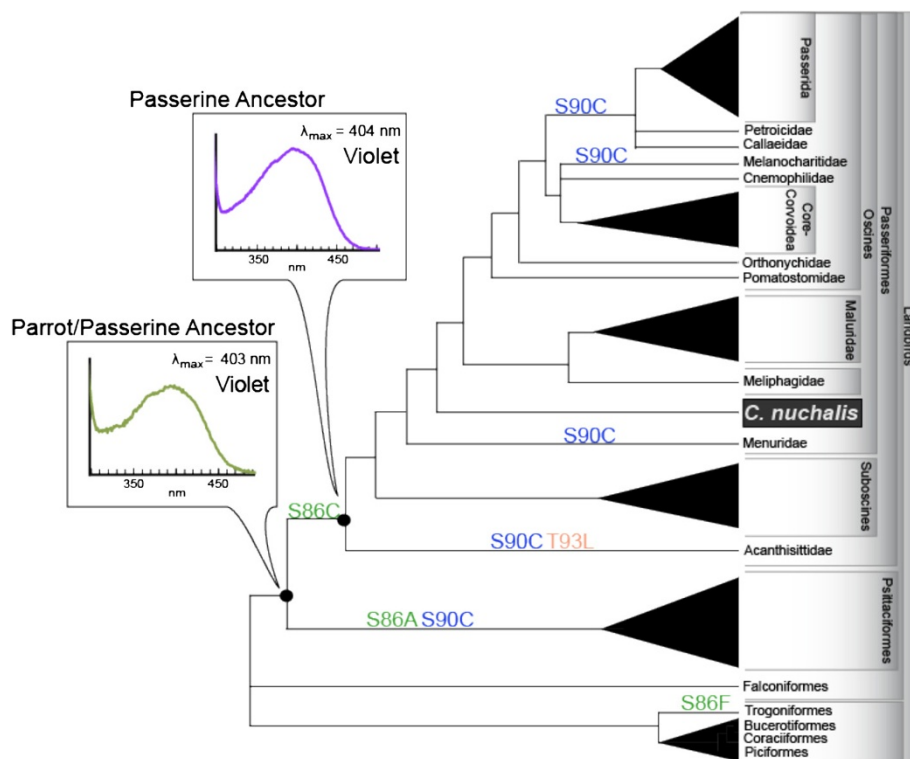 Passerine Ancestor
λmax = 404 nm
Violet
350 450
nm
Parrot/Passerine Ancestor
λmax = 403 nm
Violet
350 450
nm
S90C
S90C
S90C
S86C
S90C T93L
S86A S90C
S86F
Passerida
Petroicidae
Callaeidae
Melanocharitidae
Cnemophilidae
Core-
Corvoidea
Orthonychidae
Pomatostomidae
Maluridae
Meliphagidae
C. nuchalis
Menuridae
Suboscines
Acanthisittidae
Psittaciformes
Falconiformes
Trogoniformes
Bucerotiformes
Coraciiformes
Piciformes
Oscines
Passeriformes